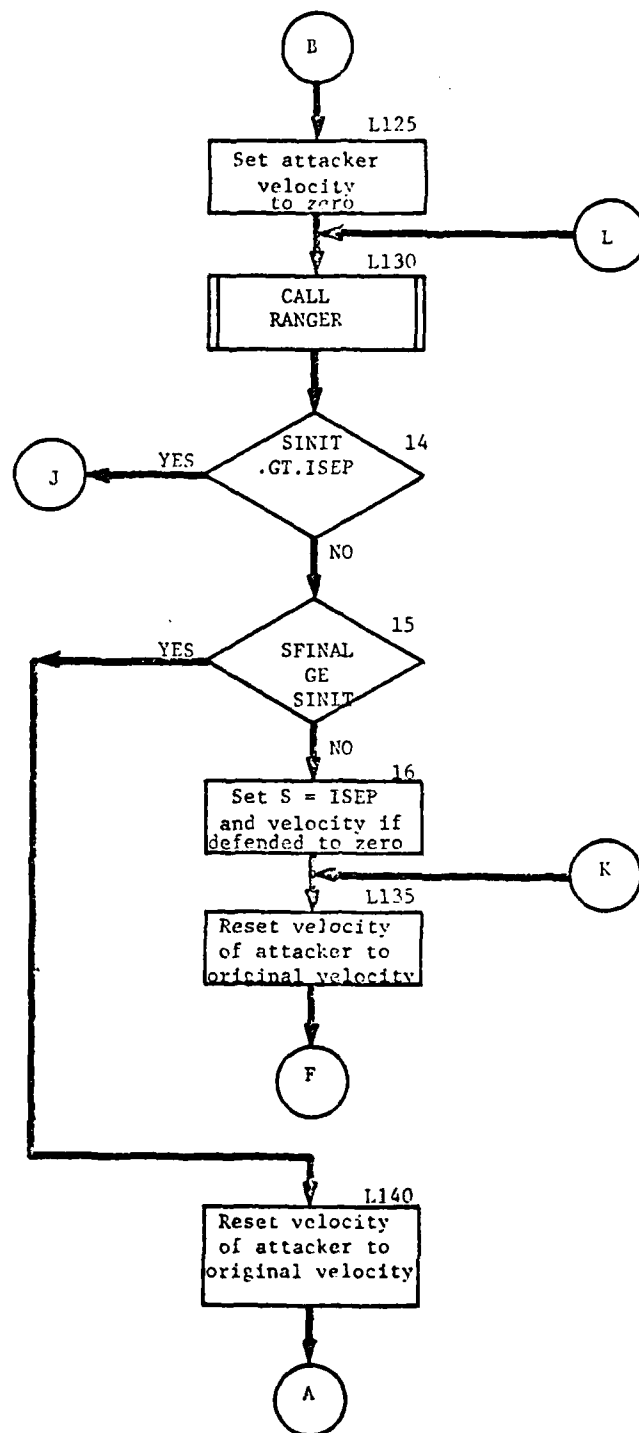 B
L125
Set attacker
velocity
to zero
L
L130
CALL
RANGER
14
SINIT
.GT.ISEP
YES
J
NO
15
YES
SFINAL
GE
SINIT
NO
16
Set S = ISEP
and velocity if
defended to zero
K
L135
Reset velocity
of attacker to
original velocity
F
L140
Reset velocity
of attacker to
original velocity
A